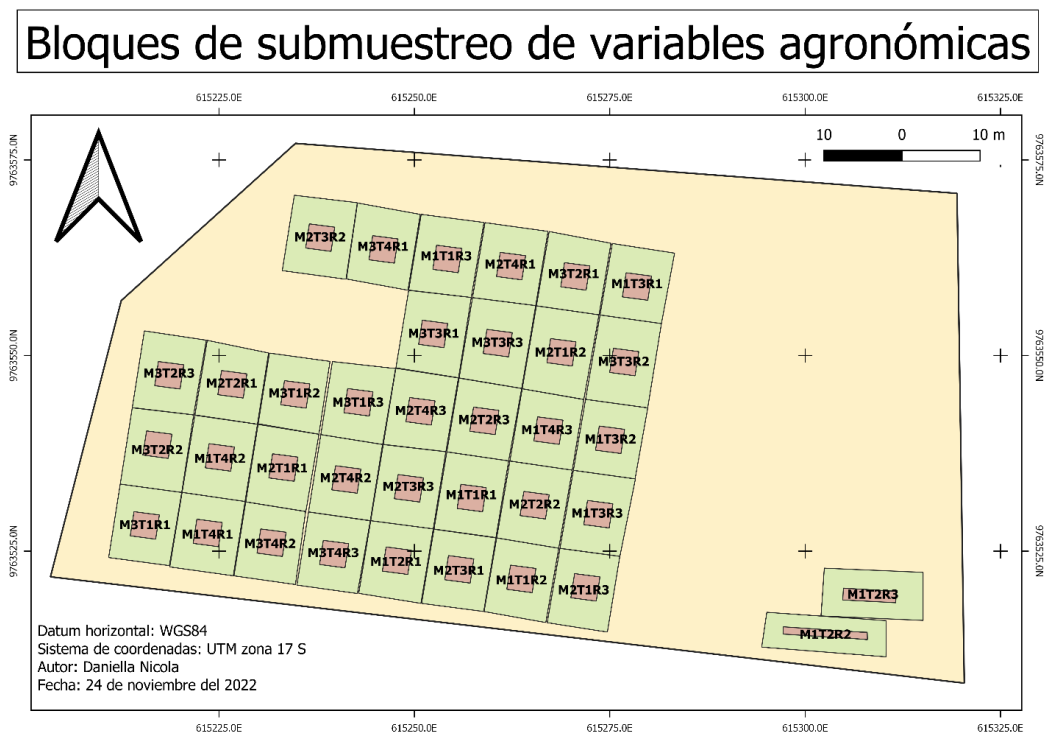 Bloques de submuestreo de variables agronómicas
615225.0E 615250.0E 615275.0E 615300.0E 615325.0E
10 0 10 m
9763575.0N 9763575.0N
M2T3R2 M3T4R1 M1T1R3 M2T4R1 M3T2R1 M1T3R1
M3T3R1 M3T3R3 M2T1R2 M3T3R2
9763550.0N 9763550.0N
M3T2R3 M2T2R1 M3T1R2 M3T1R3 M2T4R3 M2T2R3 M1T4R3 M1T3R2
M3T2R2 M1T4R2 M2T1R1 M2T4R2 M2T3R3 M1T1R1 M2T2R2 M1T3R3
9763525.0N 9763525.0N
M3T1R1 M1T4R1 M3T4R2 M3T4R3 M1T2R1 M2T3R1 M1T1R2 M2T1R3
M1T2R3
M1T2R2
Datum horizontal: WGS84
Sistema de coordenadas: UTM zona 17 S
Autor: Daniella Nicola
Fecha: 24 de noviembre del 2022
615225.0E 615250.0E 615275.0E 615300.0E 615325.0E